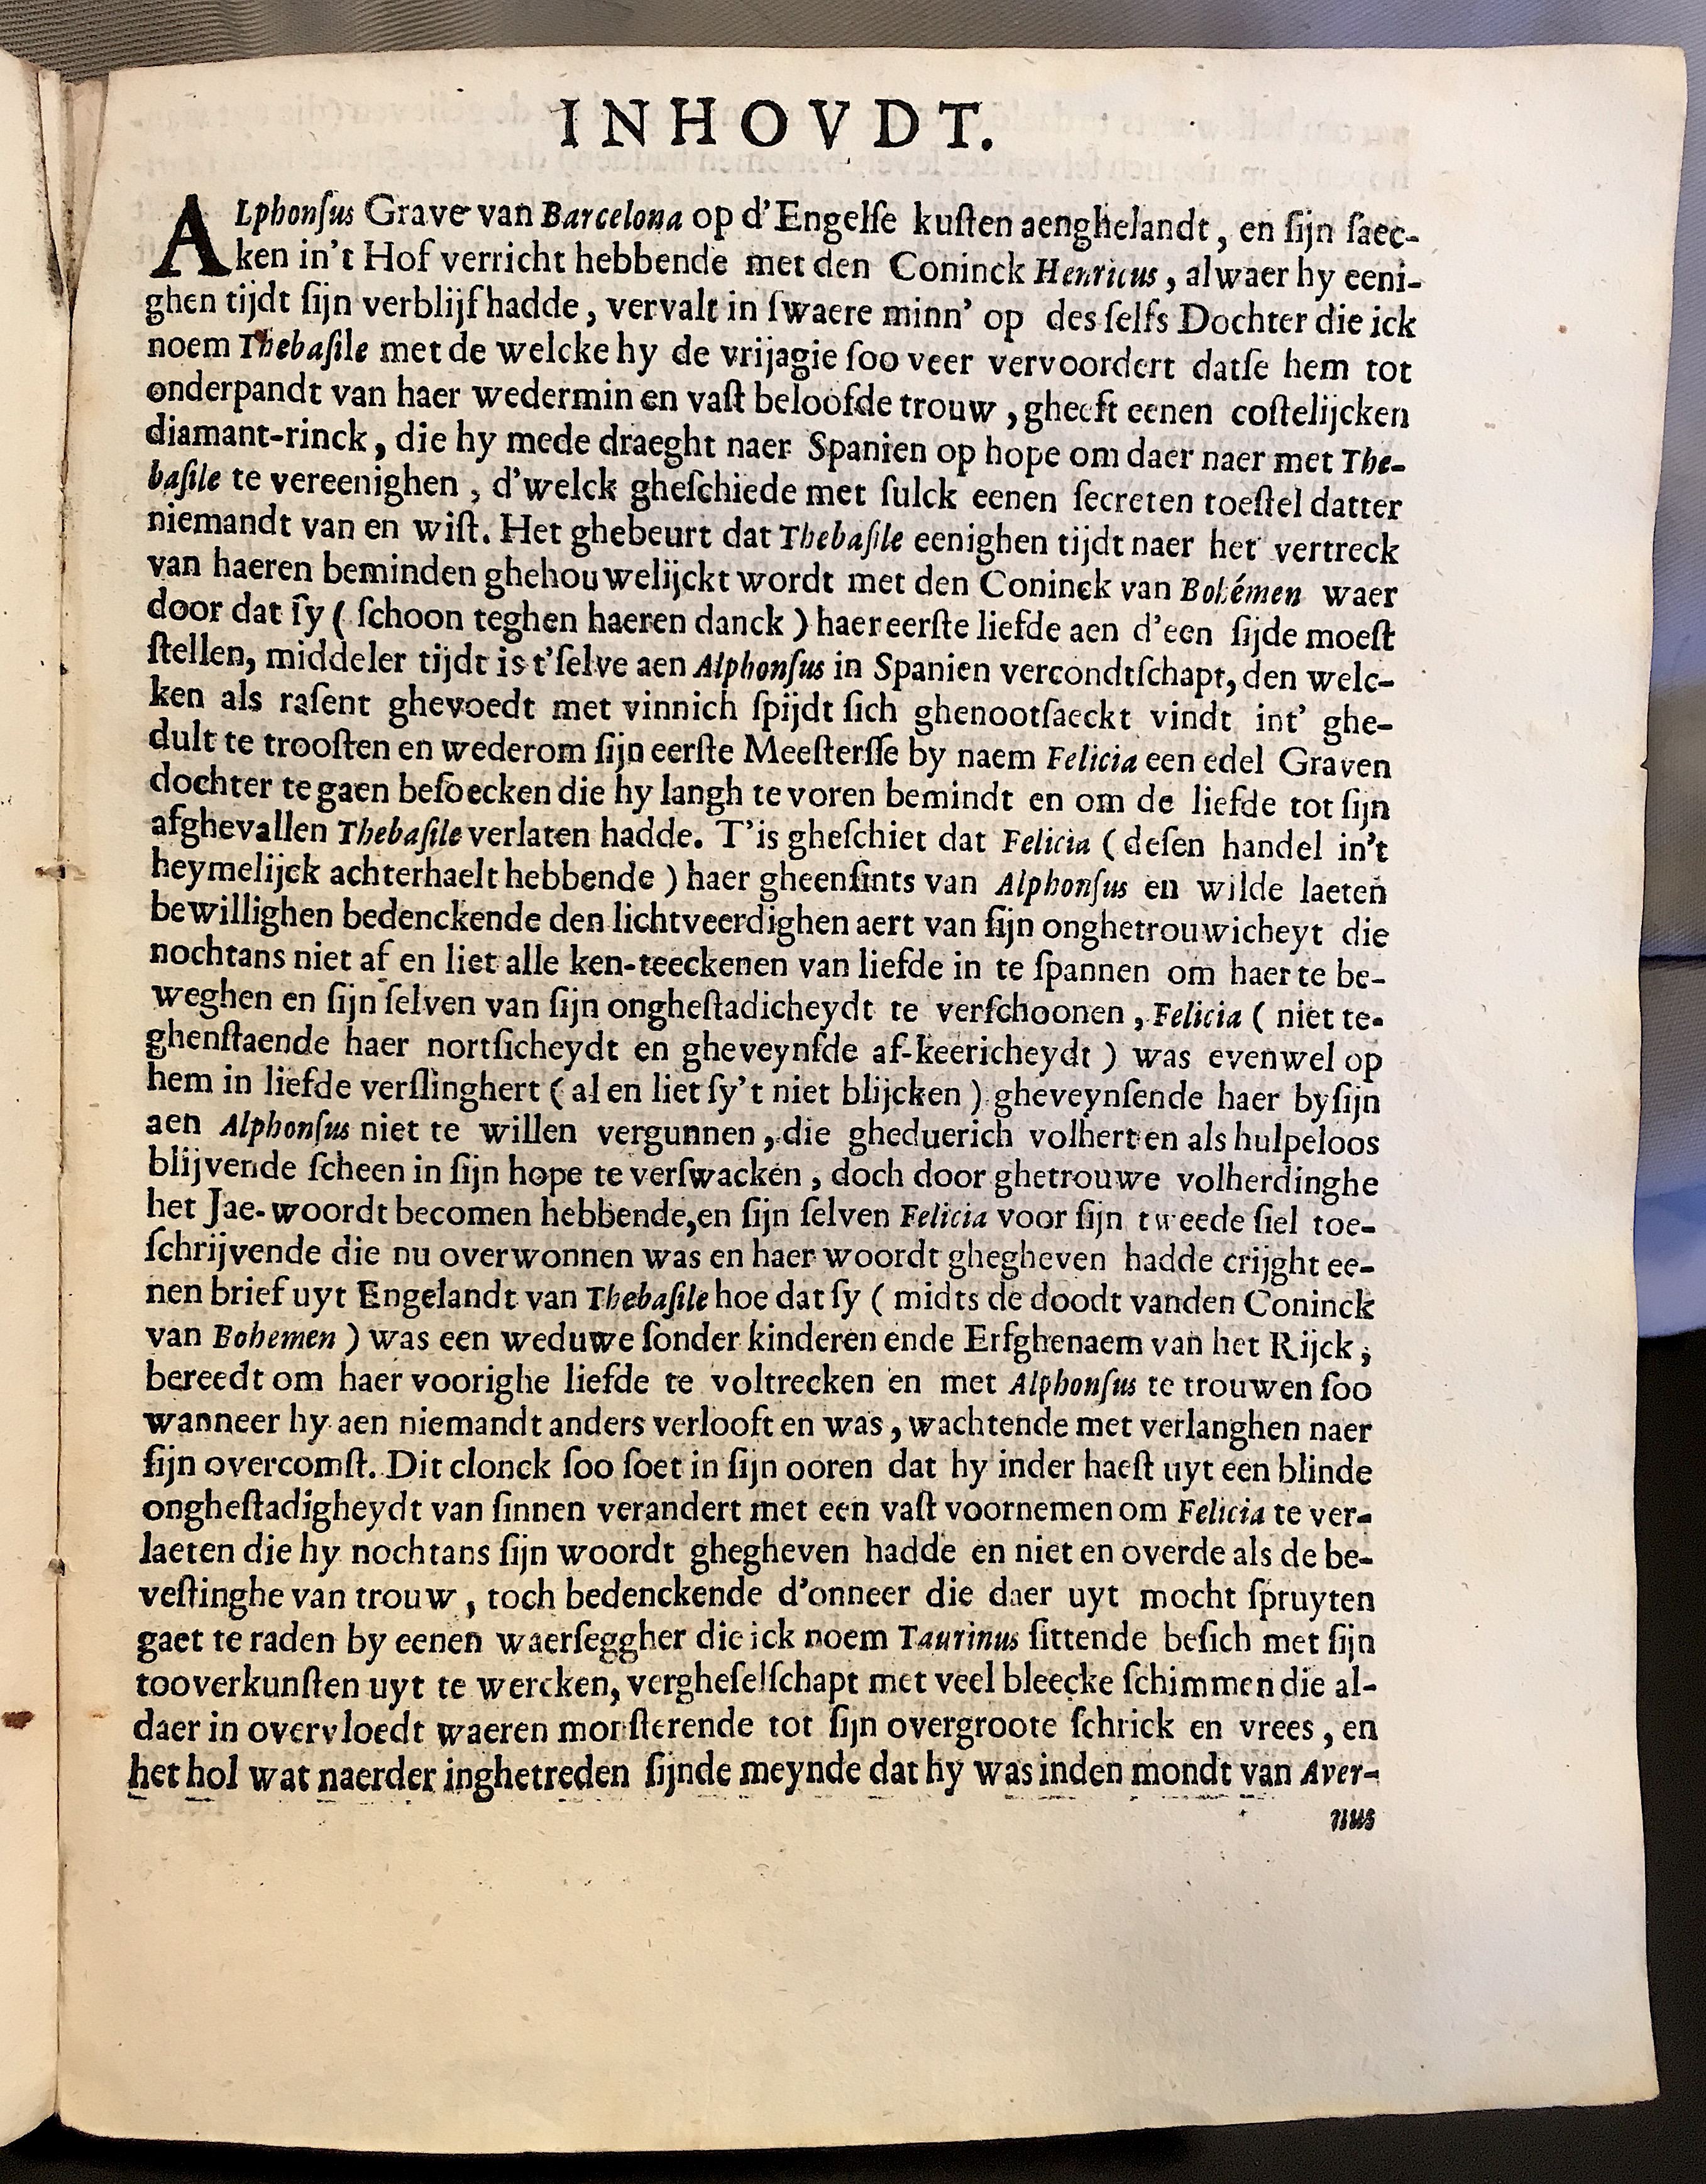 INHOVDT.
ALphonſus Grave van Barcelona op d'Engelſe kuſten aenghelandt, en ſijn ſaec-
ken in't Hof verricht hebbende met den Coninck Henricus, alwaer hy eeni-
ghen tijdt ſijn verblijf hadde, vervalt in ſwaere minn' op des ſelfs Dochter die ick
noem Thebaſile met de welcke hy de vrijagie ſoo veer vervoordert datſe hem tot
onderpandt van haer wedermin en vaſt beloofde trouw, gheeft eenen coſtelijcken
diamant-rinck, die hy mede draeght naer Spanien op hope om daer naer met The-
baſile te vereenighen, d'welck gheſchiede met ſulck eenen ſecreten toeſtel datter
niemandt van en wiſt. Het ghebeurt dat Thebaſile eenighen tijdt naer het vertreck
van haeren beminden ghehouwelijckt wordt met den Coninck van Bohémen waer
door dat ſy (ſchoon teghen haeren danck) haer eerſte liefde aen d'een ſijde moeſt
ſtellen, middeler tijdt is t'ſelve aen Alphonſus in Spanien vercondtſchapt, den welc-
ken als raſent ghevoedt met vinnich ſpijdt ſich ghenootſaeckt vindt int' ghe-
dult te trooſten en wederom ſijn eerſte Meeſterſſe by naem Felicia een edel Graven
dochter te gaen beſoecken die hy langh te voren bemindt en om de liefde tot ſijn
afghevallen Thebaſile verlaten hadde. T'is gheſchiet dat Felicia (deſen handel in't
heymelijck achterhaelt hebbende) haer gheenſints van Alphonſus en wilde laeten
bewillighen bedenckende den lichtveerdighen aert van ſijn onghetrouwicheyt die
nochtans niet af en liet alle ken-teeckenen van liefde in te ſpannen om haer te be-
weghen en ſijn ſelven van ſijn ongheſtadicheydt te verſchoonen, Felicia (niet te-
ghenſtaende haer nortſicheydt en gheveynſde af-keericheydt) was evenwel op
hem in liefde verſlinghert (al en liet ſy't niet blijcken) gheveynſende haer by ſijn
aen Alphonſus niet te willen vergunnen, die gheduerich volherten als hulpeloos
blijvende ſcheen in ſijn hope te verſwacken, doch door ghetrouwe volherdinghe
het Jae-woordt becomen hebbende, en ſijn ſelven Felicia voor ſijn tweede ſiel toe-
ſchrijvende die nu overwonnen was en haer woordt ghegheven hadde crijght ee-
nen brief uyt Engelandt van Thebaſile hoe dat ſy (midts de doodt vanden Coninck
van Bohemen) was een weduwe ſonder kinderen ende Erfghenaem van het Rijck,
bereedt om haer voorighe liefde te voltrecken en met Alphonſus te trouwen ſoo
wanneer hy aen niemandt anders verlooft en was, wachtende met verlanghen naer
ſijn overcomſt. Dit clonck ſoo ſoet in ſijn ooren dat hy inder haeſt uyt een blinde
ongheſtadigheydt van ſinnen verandert met een vaſt voornemen om Felicia te ver-
laeten die hy nochtans ſijn woordt ghegheven hadde en niet en overde als de be-
veſtinghe van trouw, toch bedenckende d'onneer die daer uyt mocht ſpruyten
gaet te raden by eenen waerſeggher die ick noem Taurinus ſittende beſich met ſijn
tooverkunſten uyt te wercken, vergheſelſchapt met veel bleecke ſchimmen die al-
daer in overvloedt waeren monſterende tot ſijn overgroote ſchrick en vrees, en
het hol wat naerder inghetreden ſijnde meynde dat hy was inden mondt van Aver-
nus